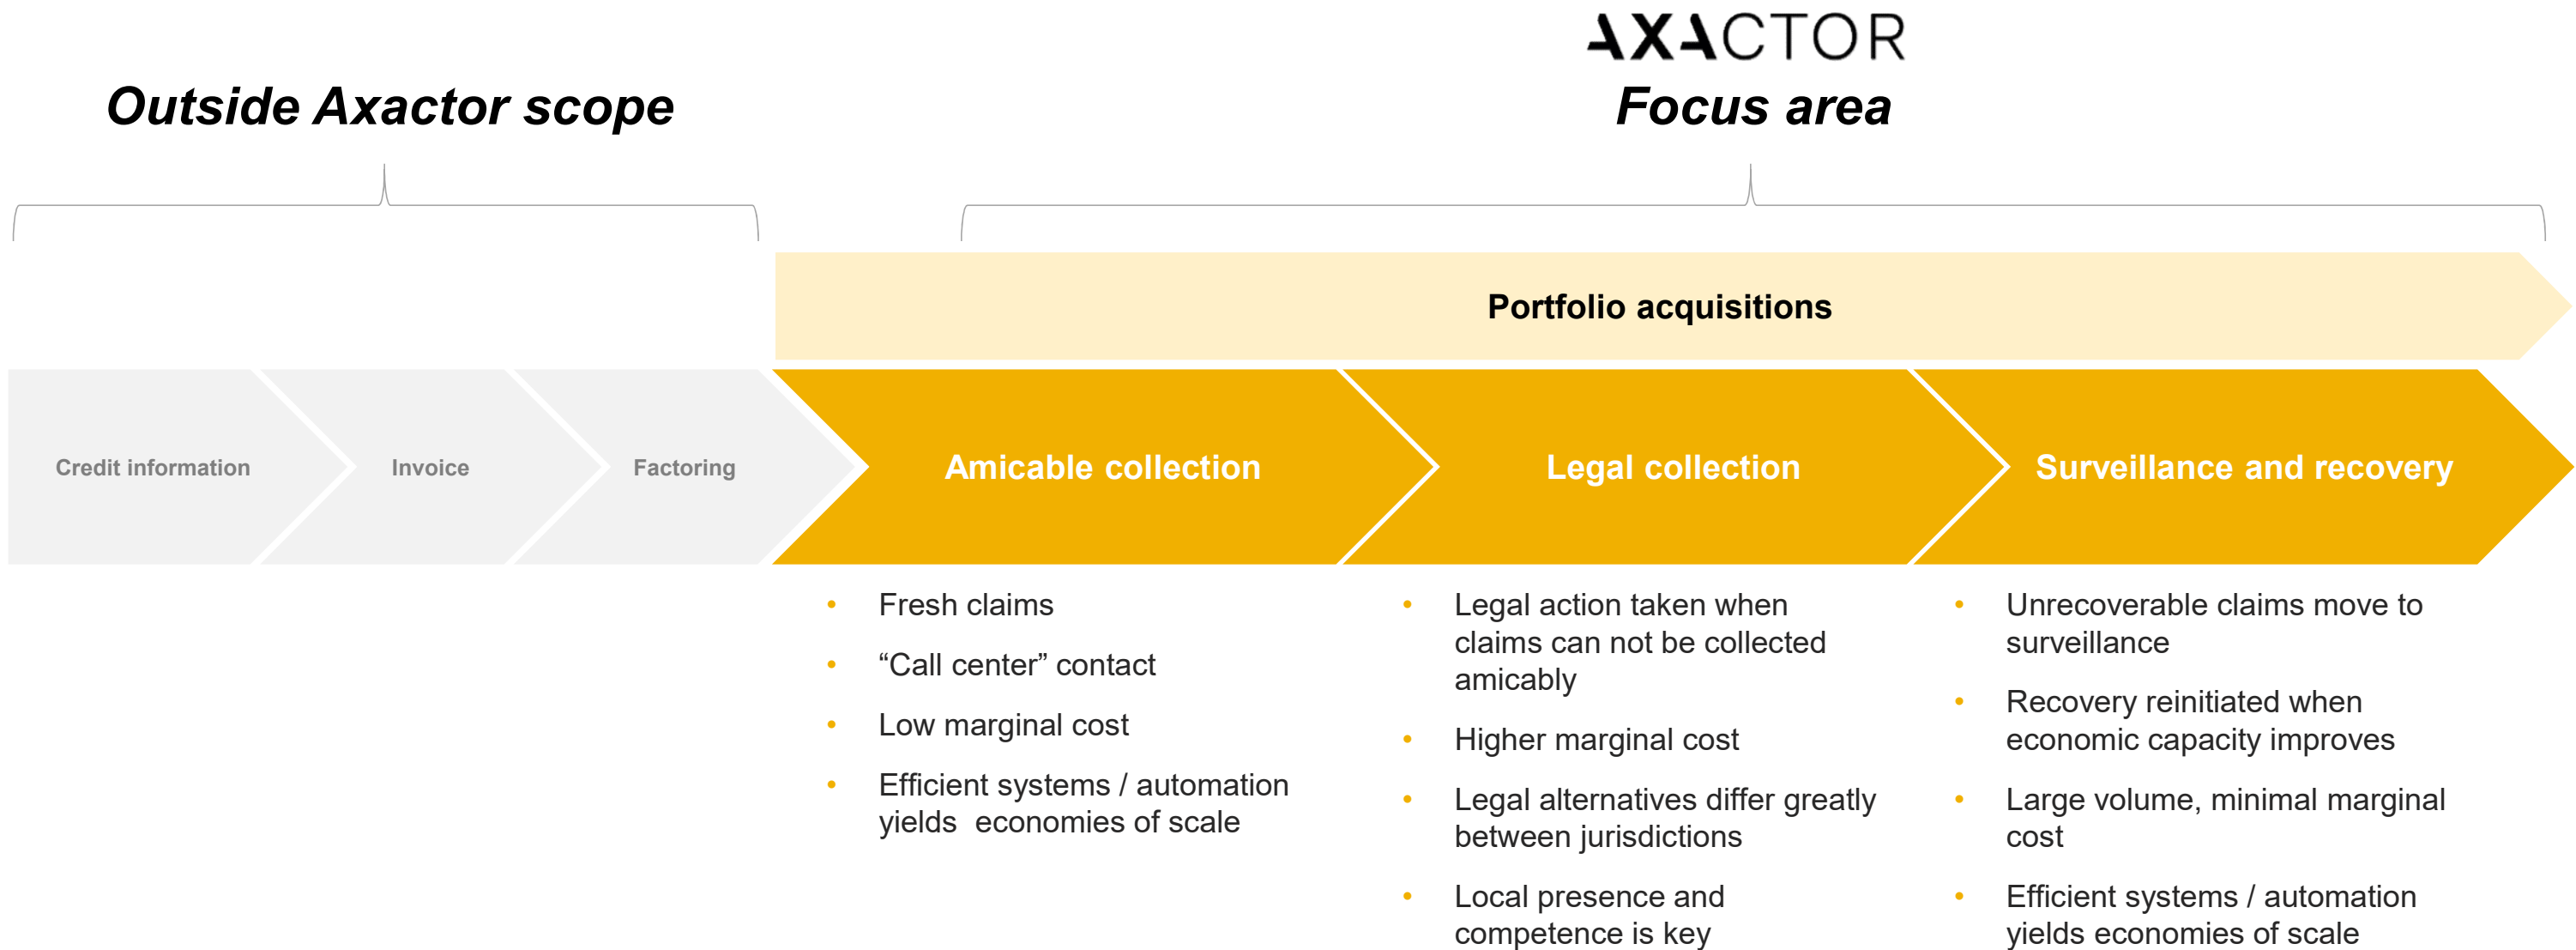 AXACTOR
Outside Axactor scope
Focus area
Portfolio acquisitions
Credit information
Invoice
Factoring
Amicable collection
Legal collection
Surveillance and recovery
• Fresh claims
• “Call center” contact
• Low marginal cost
• Efficient systems / automation
yields  economies of scale
• Legal action taken when
claims can not be collected
amicably
• Higher marginal cost
• Legal alternatives differ greatly
between jurisdictions
• Local presence and
competence is key
• Unrecoverable claims move to
surveillance
• Recovery reinitiated when
economic capacity improves
• Large volume, minimal marginal
cost
• Efficient systems / automation
yields economies of scale